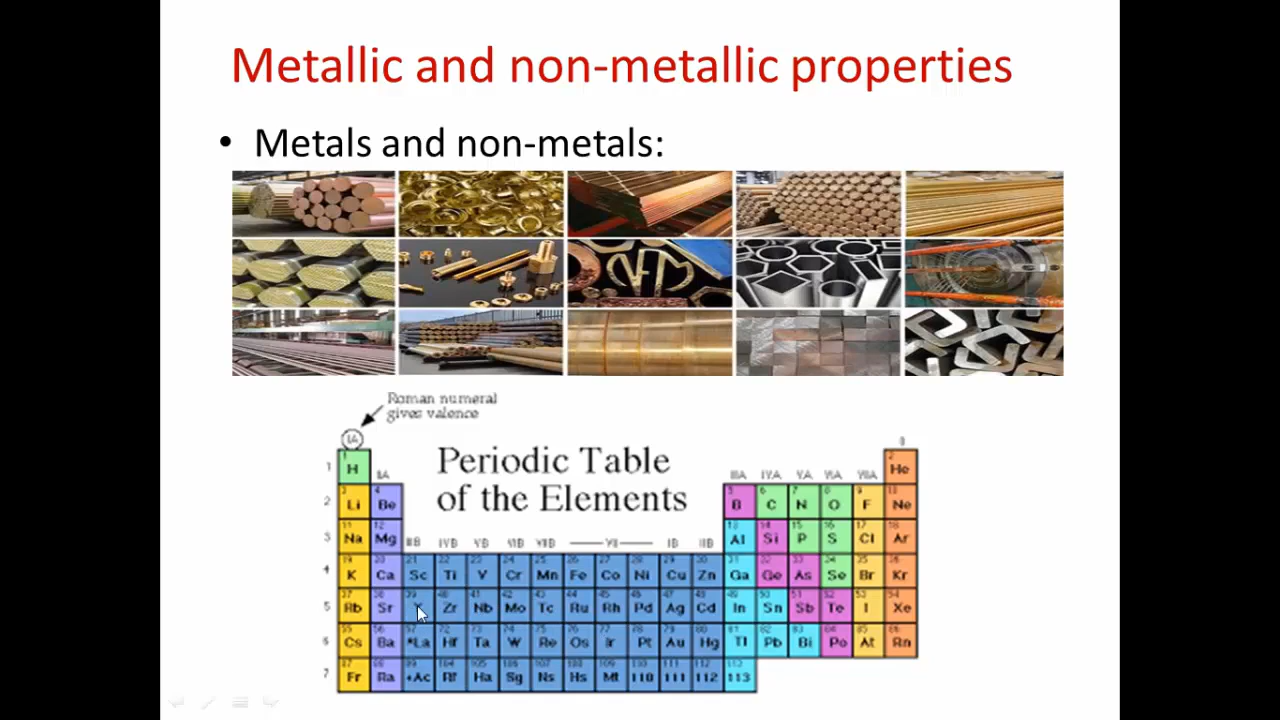 Metallic and non-metallic properties
• Metals and non-metals:
Roman numeral
gives valence
IA
Periodic Table
of the Elements
IIA IIIA IVA VA VIA VIIA
IIIB IVB VB VIB VIIB IB IIB
1 H He
2 Li Be B C N O F Ne
3 Na Mg Al Si P S Cl Ar
4 K Ca Sc Ti V Cr Mn Fe Co Ni Cu Zn Ga Ge As Se Br Kr
5 Rb Sr Zr Nb Mo Tc Ru Rh Pd Ag Cd In Sn Sb Te I Xe
6 Cs Ba *La Hf Ta W Re Os Ir Pt Au Hg Tl Pb Bi Po At Rn
7 Fr Ra +Ac Rf Ha Sg Ns Hs Mt 110 111 112 113